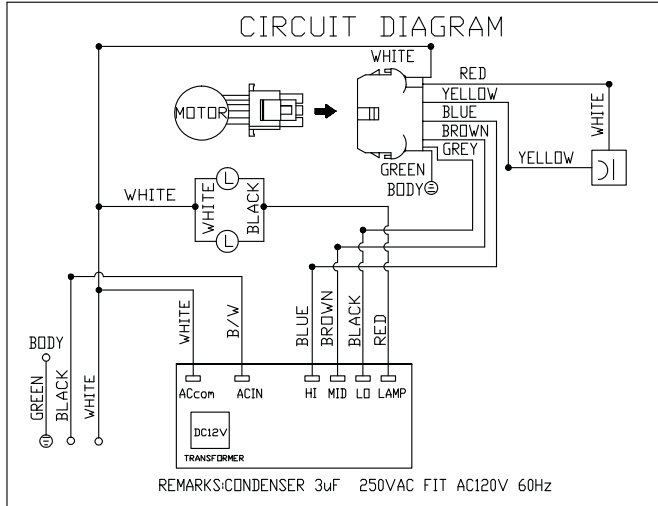 CIRCUIT DIAGRAM
WHITE
RED
YELLOW
BLUE
BROWN
GREY
WHITE
MOTOR
GREEN
BODY
YELLOW
WHITE
WHITE
BLACK
L
L
BODY
GREEN
BLACK
WHITE
WHITE
B/W
BLUE
BROWN
BLACK
RED
ACcom
ACIN
HI
MID
LO
LAMP
DC12V
TRANSFORMER
REMARKS:CONDENSER 3uF 250VAC FIT AC120V 60Hz